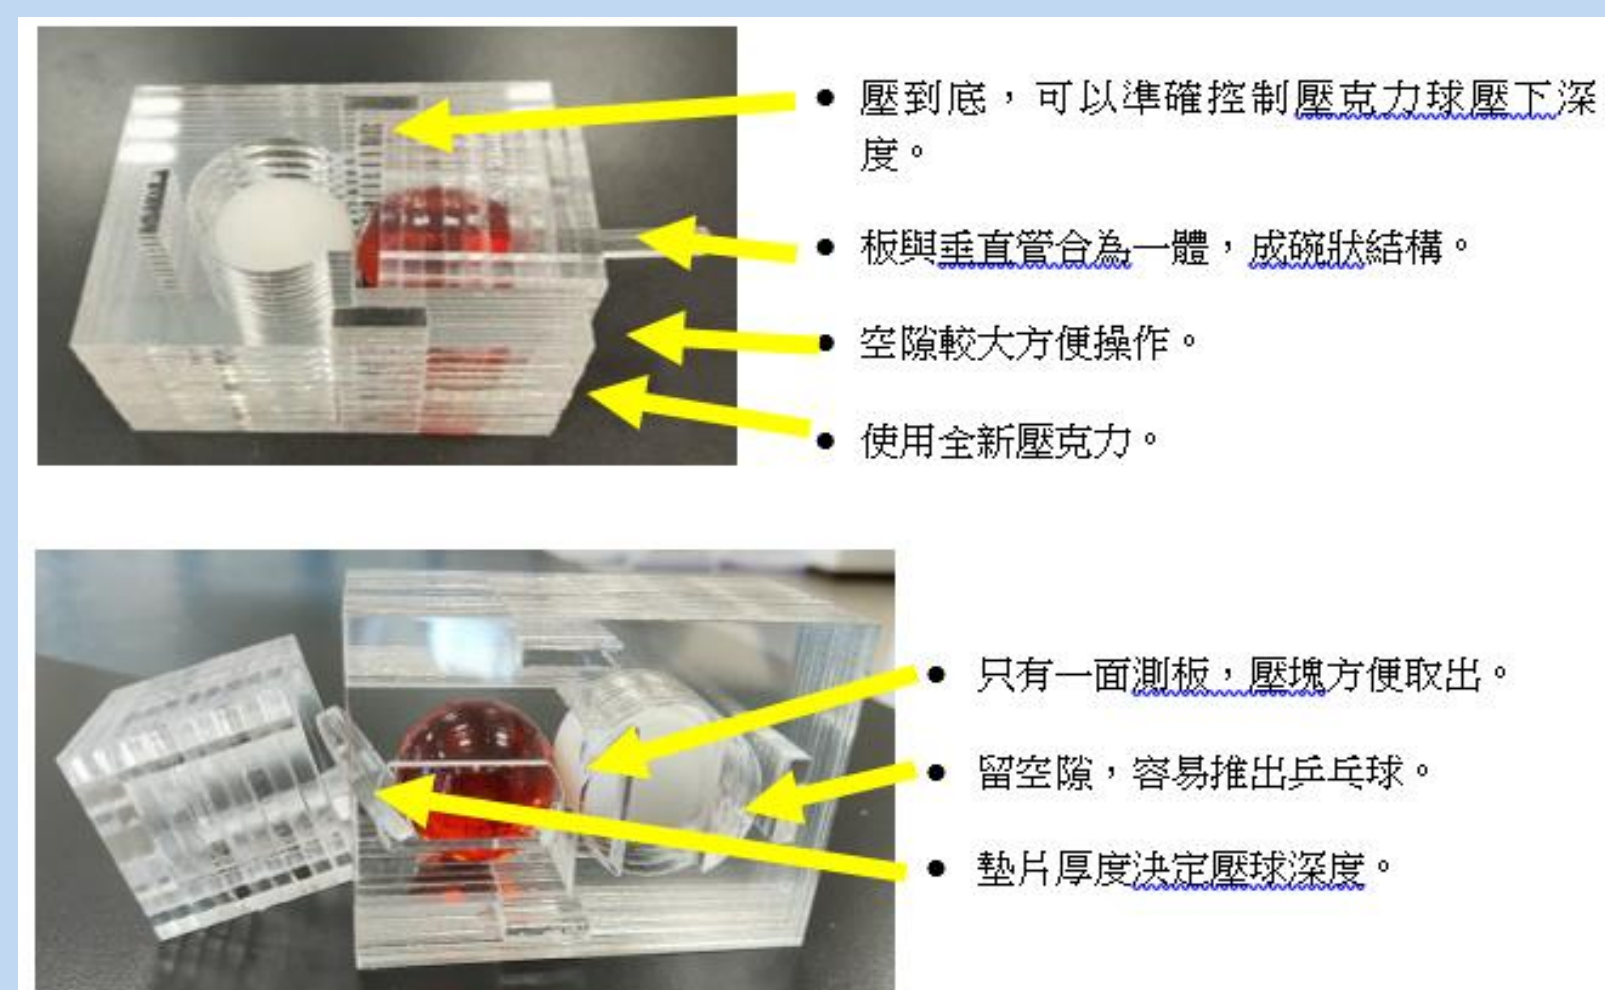 • 壓到底，可以準確控制壓克力球壓下深
度。
• 板與垂直管合為一體，成碗狀結構。
• 空隙較大方便操作。
• 使用全新壓克力。
• 只有一面測板，壓塊方便取出。
• 留空隙，容易推出乒乓球。
• 墊片厚度決定壓球深度。